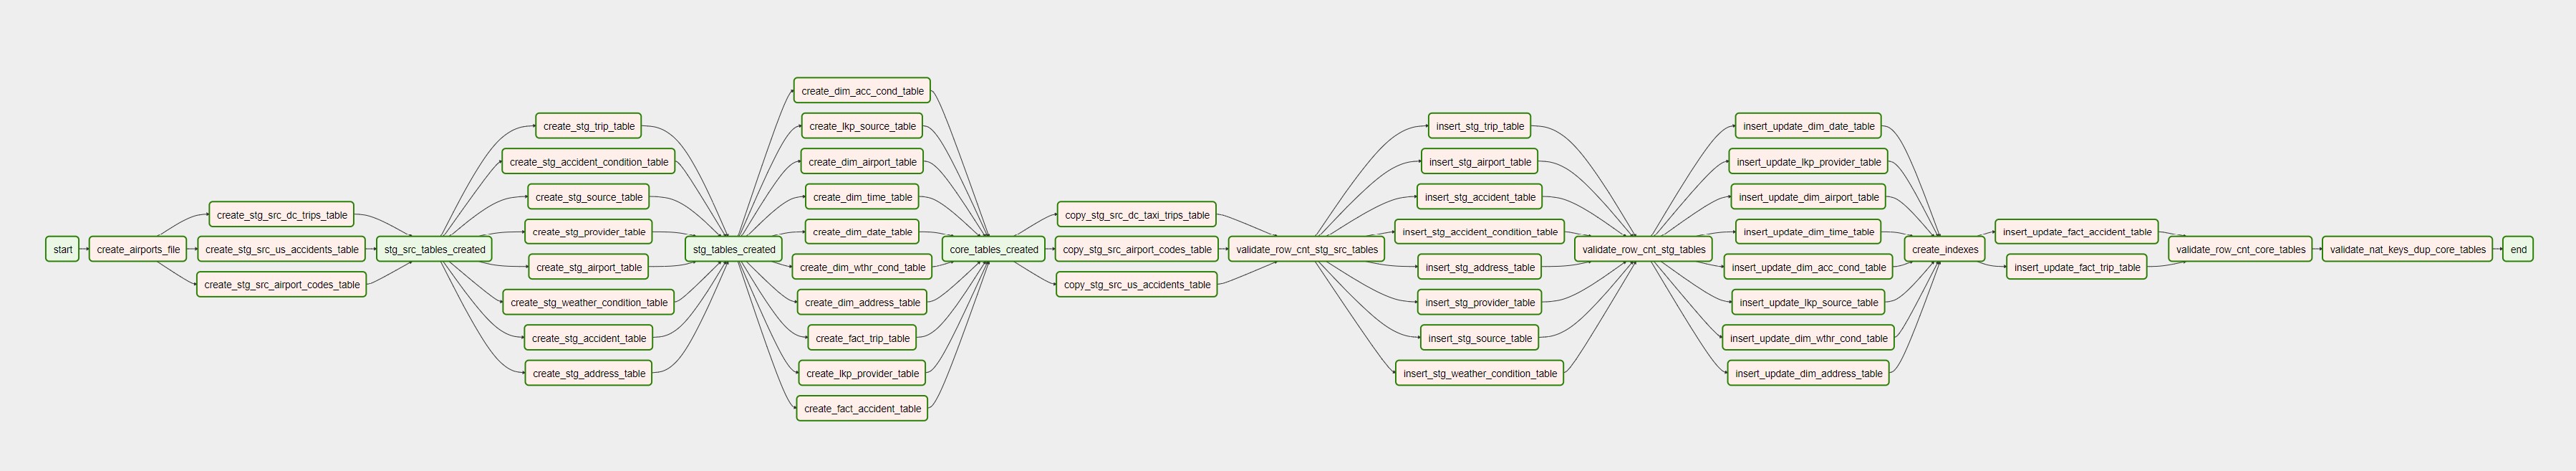 start
create_airports_file
create_stg_src_dc_trips_table
create_stg_src_us_accidents_table
create_stg_src_airport_codes_table
stg_src_tables_created
create_stg_trip_table
create_stg_accident_condition_table
create_stg_source_table
create_stg_provider_table
create_stg_airport_table
create_stg_weather_condition_table
create_stg_accident_table
create_stg_address_table
stg_tables_created
create_dim_acc_cond_table
create_lkp_source_table
create_dim_airport_table
create_dim_time_table
create_dim_date_table
create_dim_wthr_cond_table
create_dim_address_table
create_fact_trip_table
create_lkp_provider_table
create_fact_accident_table
core_tables_created
copy_stg_src_dc_taxi_trips_table
copy_stg_src_airport_codes_table
copy_stg_src_us_accidents_table
validate_row_cnt_stg_src_tables
insert_stg_trip_table
insert_stg_airport_table
insert_stg_accident_table
insert_stg_accident_condition_table
insert_stg_address_table
insert_stg_provider_table
insert_stg_source_table
insert_stg_weather_condition_table
validate_row_cnt_stg_tables
insert_update_dim_date_table
insert_update_lkp_provider_table
insert_update_dim_airport_table
insert_update_dim_time_table
insert_update_dim_acc_cond_table
insert_update_lkp_source_table
insert_update_dim_wthr_cond_table
insert_update_dim_address_table
create_indexes
insert_update_fact_accident_table
insert_update_fact_trip_table
validate_row_cnt_core_tables
validate_nat_keys_dup_core_tables
end